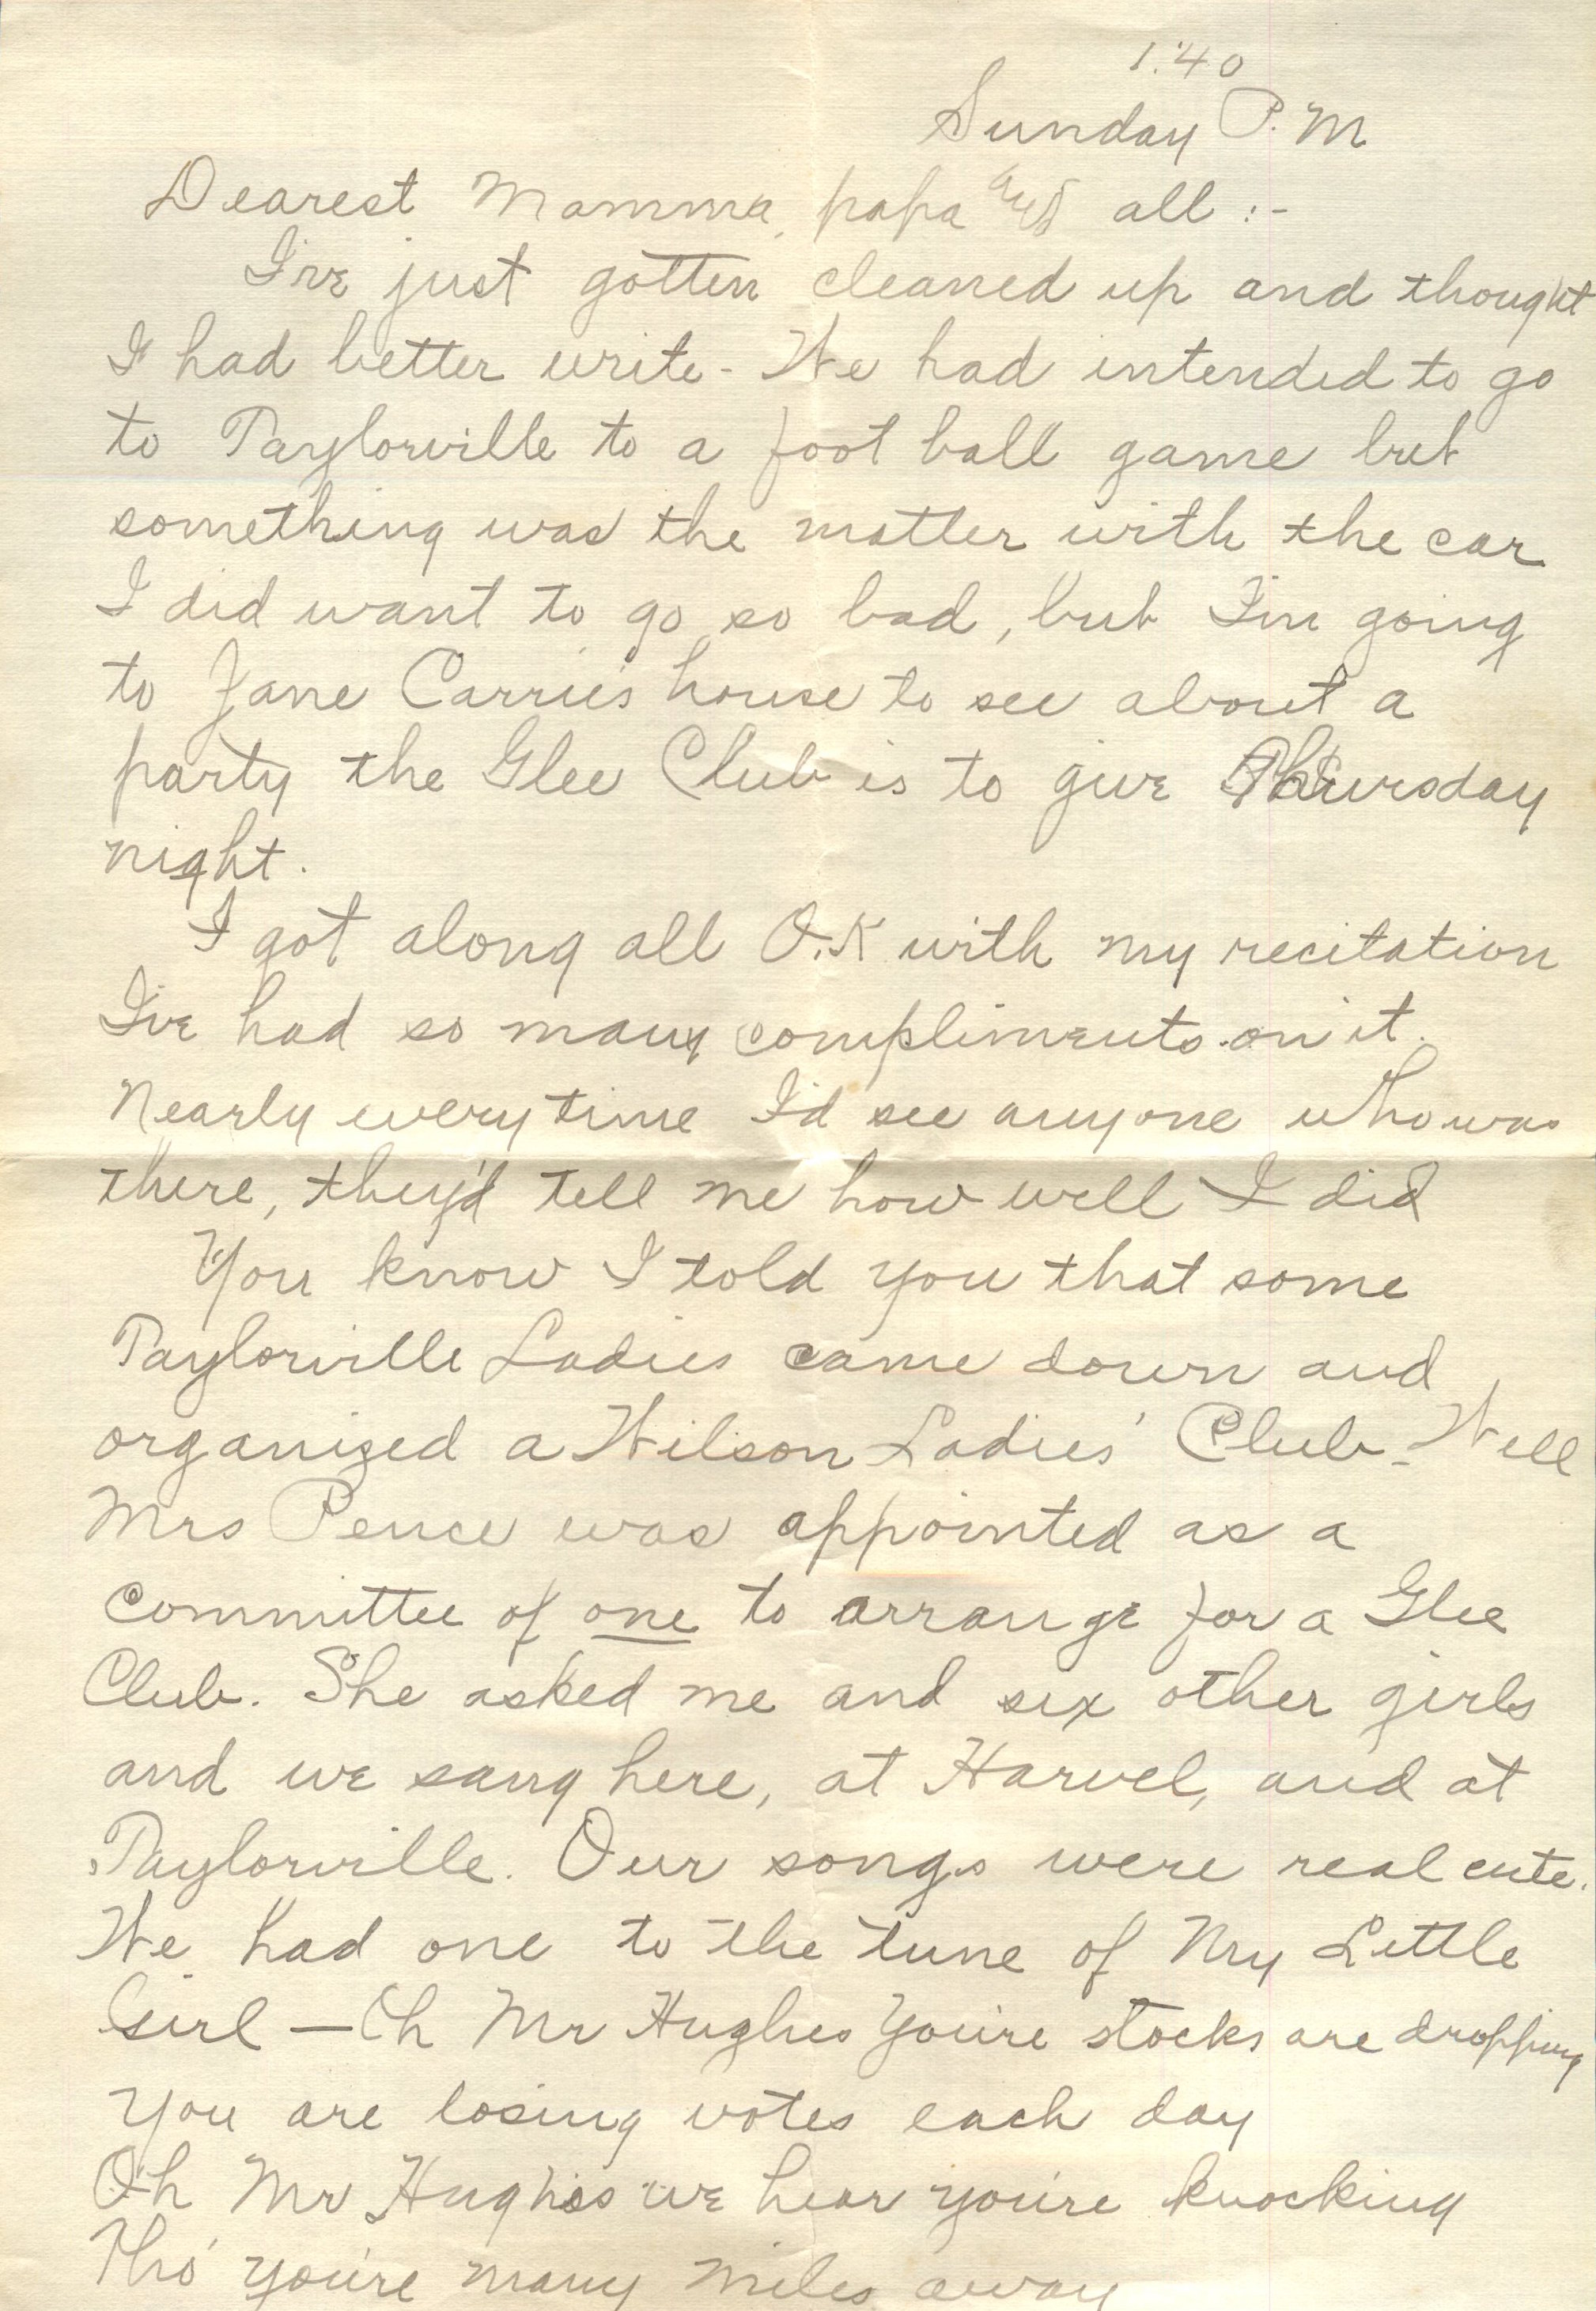 1.40
Sunday P.M
Dearest Mamma, papa and all :-
I've just gotten cleaned up and thought
I had better write - We had intended to go
to Taylorville to a foot ball game but
something was the matter with the car
I did want to go so bad, but I'm going
to Jane Carrie's house to see about a
party the Glee Club is to give Thursday
night.
I got along all O.K with my recitation
I've had so many compliments on it.
Nearly every time I'd see anyone who was
there, they'd tell me how well I did
You know I told you that some
Taylorville Ladies came down and
organized a Wilson Ladies' Club - Well
Mrs Pence was appointed as a
committee of one to arrange for a Glee
Club. She asked me and six other girls
and we sang here, at Harvel, and at
Taylorville. Our songs were real cute.
We had one to the tune of My Little
Girl — Oh Mr Hughes You're stocks are dropping
You are losing votes each day
Oh Mr Hughes we hear you're knocking
Tho' you're many miles away